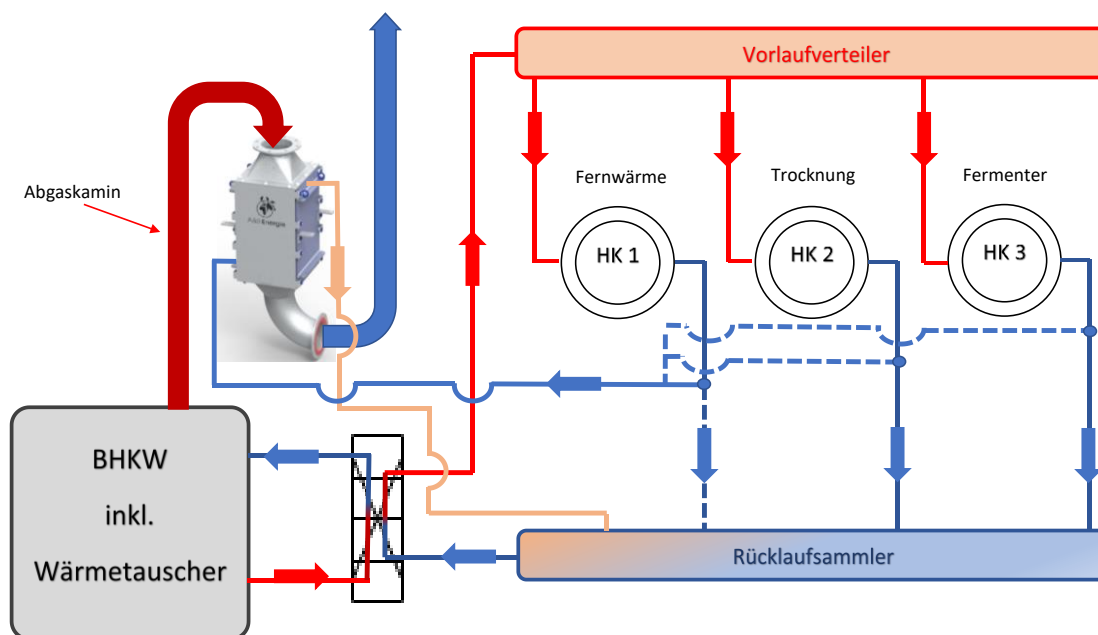 Vorlaufverteiler
Abgaskamin
Fernwärme
Trocknung
Fermenter
HK 1
HK 2
HK 3
BHKW
inkl.
Wärmetauscher
Rücklaufsammler